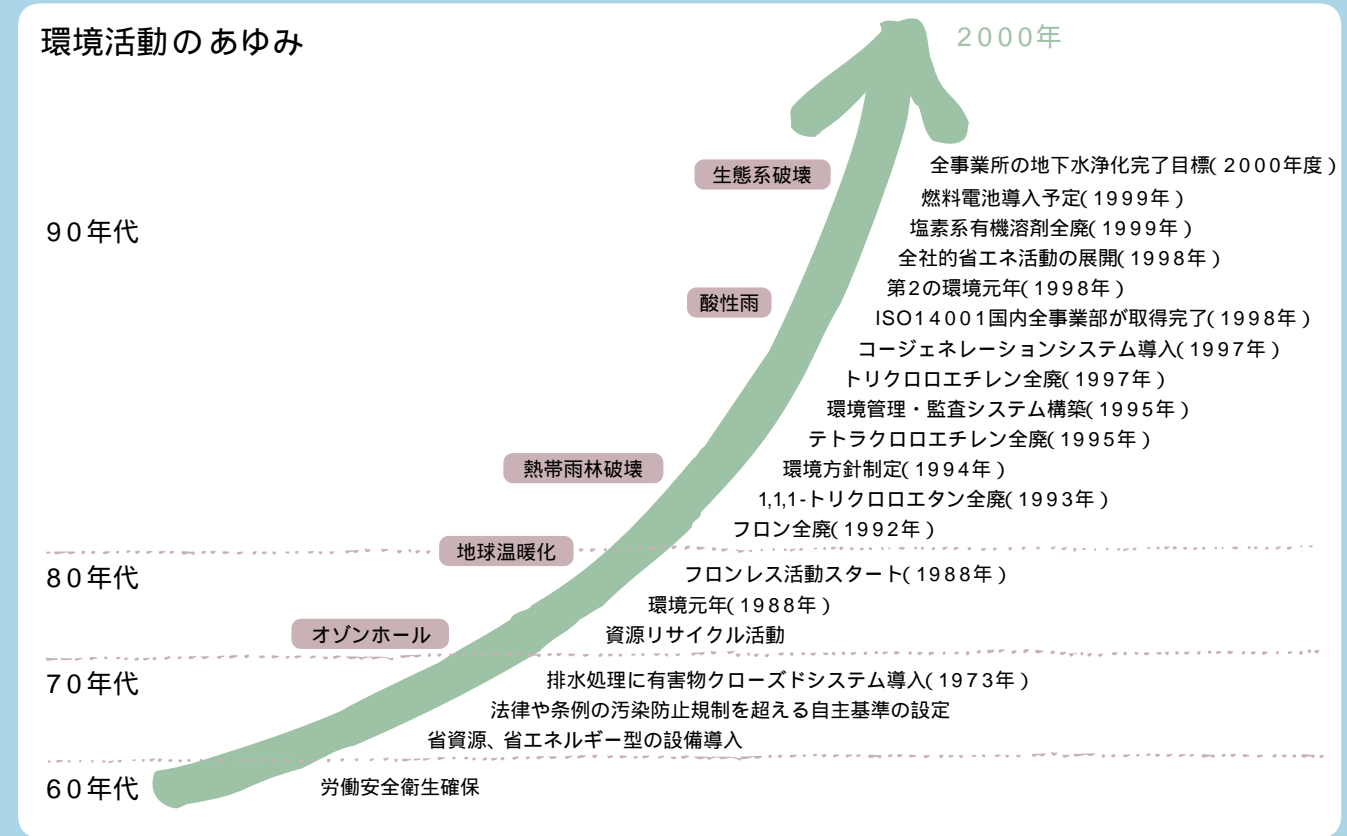 環境活動のあゆみ
2000年
生態系破壊
全事業所の地下水浄化完了目標(2000年度)
燃料電池導入予定(1999年)
90年代
塩素系有機溶剤全廃(1999年)
全社的省エネ活動の展開(1998年)
第2の環境元年(1998年)
酸性雨
ISO14001国内全事業部が取得完了(1998年)
コージェネレーションシステム導入(1997年)
トリクロロエチレン全廃(1997年)
環境管理・監査システム構築(1995年)
テトラクロロエチレン全廃(1995年)
熱帯雨林破壊
環境方針制定(1994年)
1,1,1-トリクロロエタン全廃(1993年)
フロン全廃(1992年)
地球温暖化
80年代
フロンレス活動スタート(1988年)
環境元年(1988年)
オゾンホール
資源リサイクル活動
70年代
排水処理に有害物クローズドシステム導入(1973年)
法律や条例の汚染防止規制を超える自主基準の設定
省資源、省エネルギー型の設備導入
60年代
労働安全衛生確保